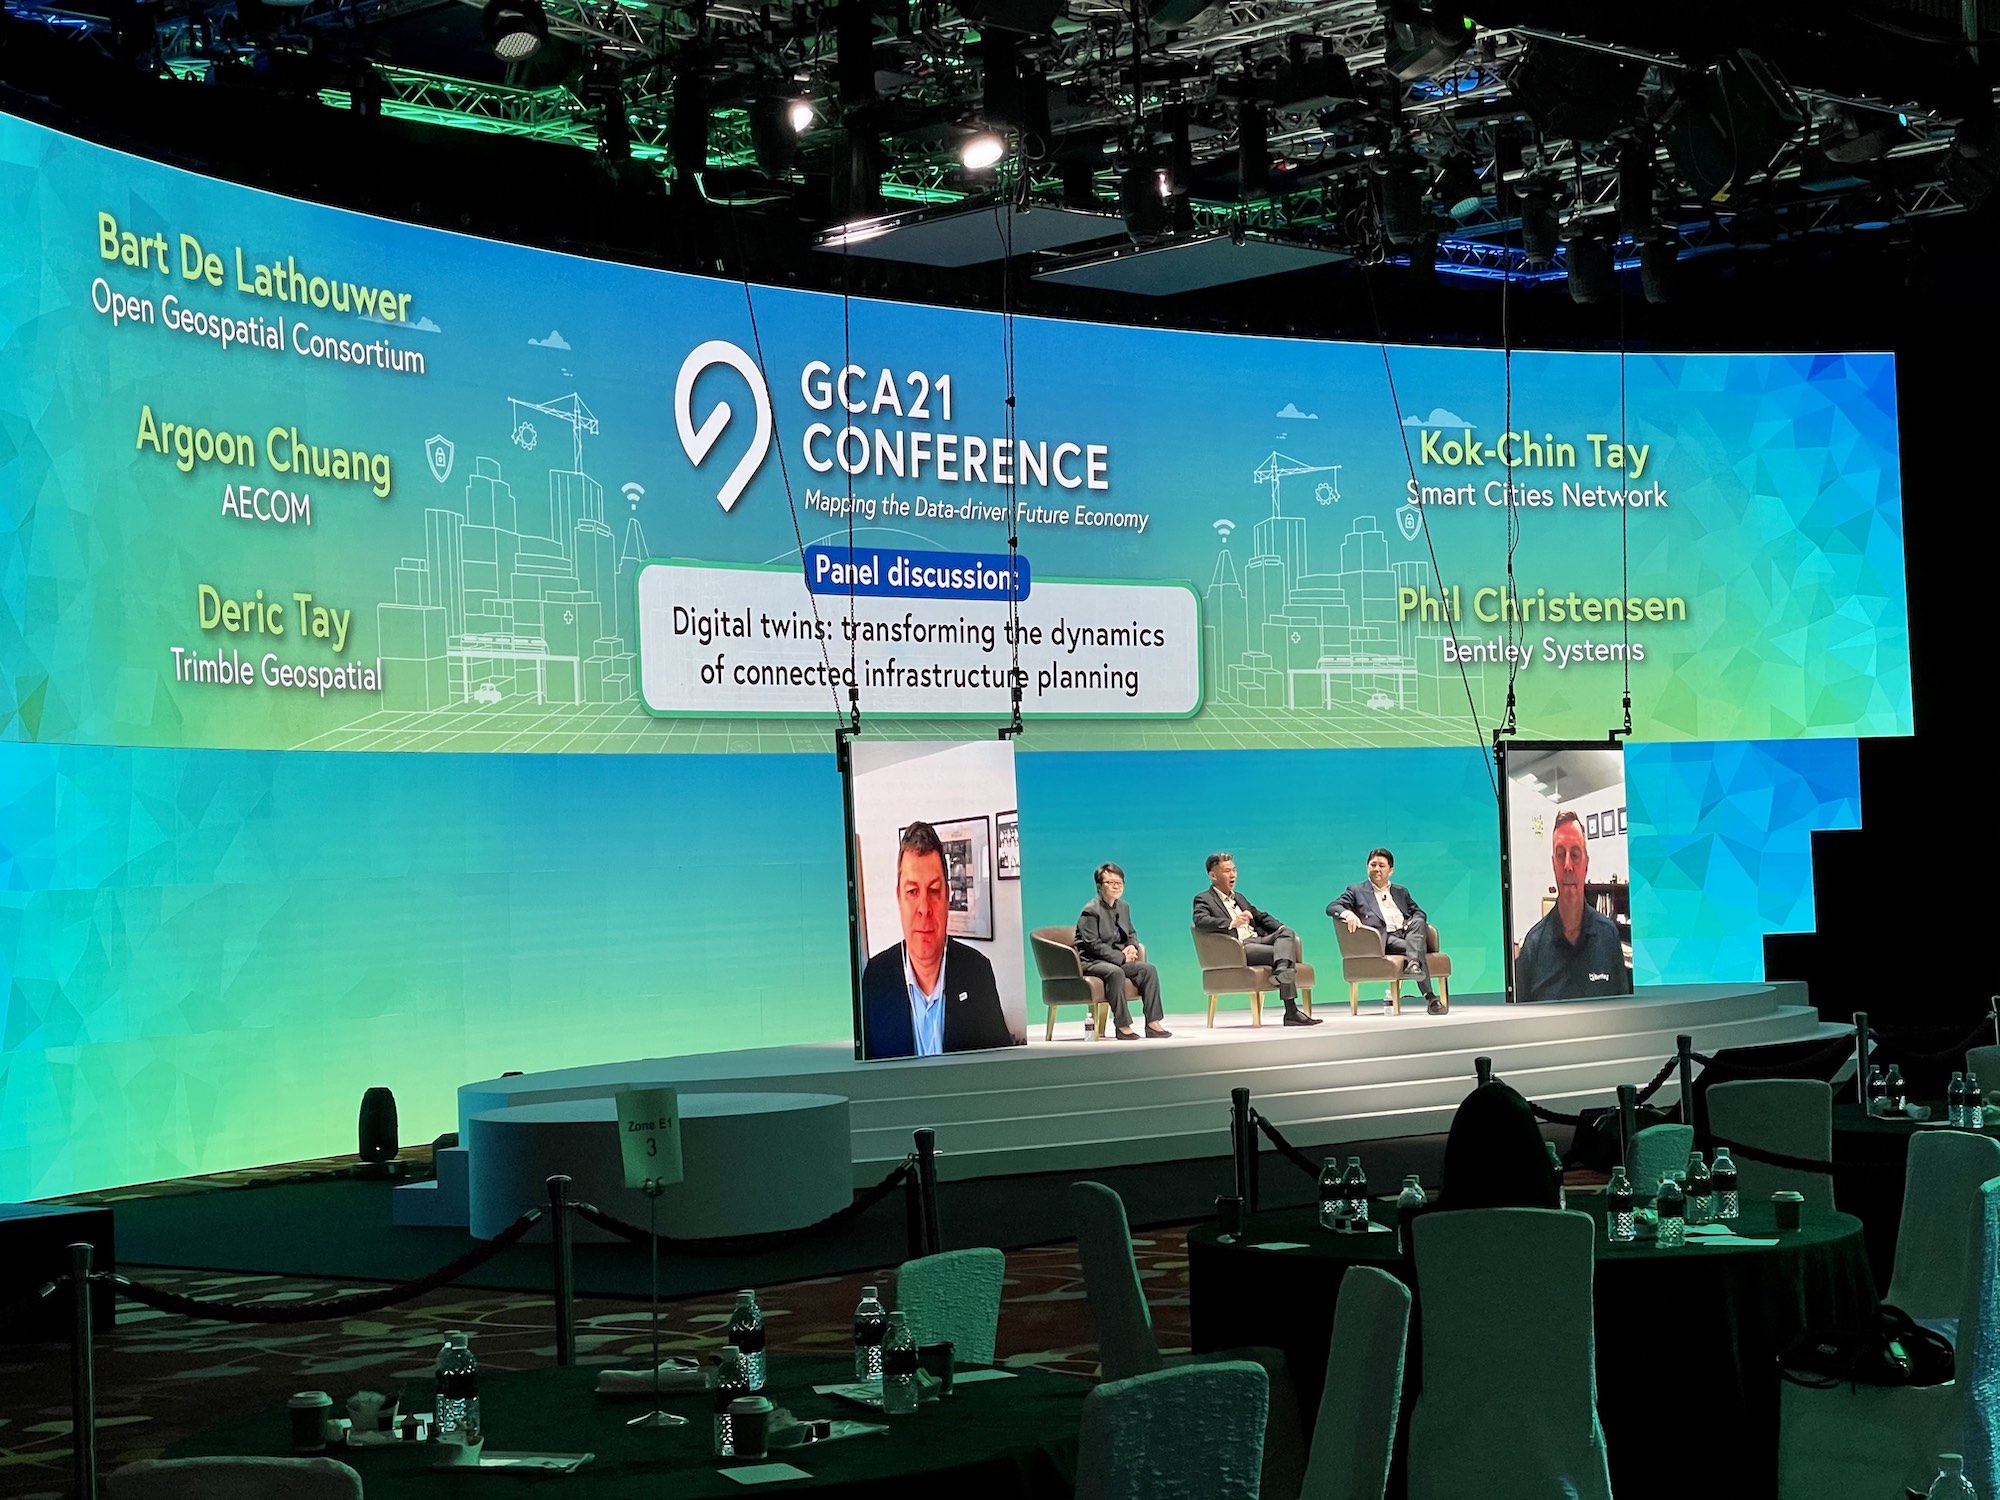 Bart De Lathouwer
Open Geospatial Consortium
Argoon Chuang
AECOM
Deric Tay
Trimble Geospatial
GCA21
CONFERENCE
Mapping the Data-driven Future Economy
Panel discussion:
Digital twins: transforming the dynamics
of connected infrastructure planning
Kok-Chin Tay
Smart Cities Network
Phil Christensen
Bentley Systems
Bentley
Zone E1
3